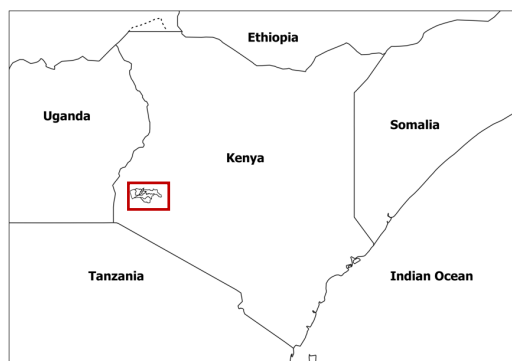 Ethiopia
Uganda
Somalia
Kenya
Tanzania
Indian Ocean